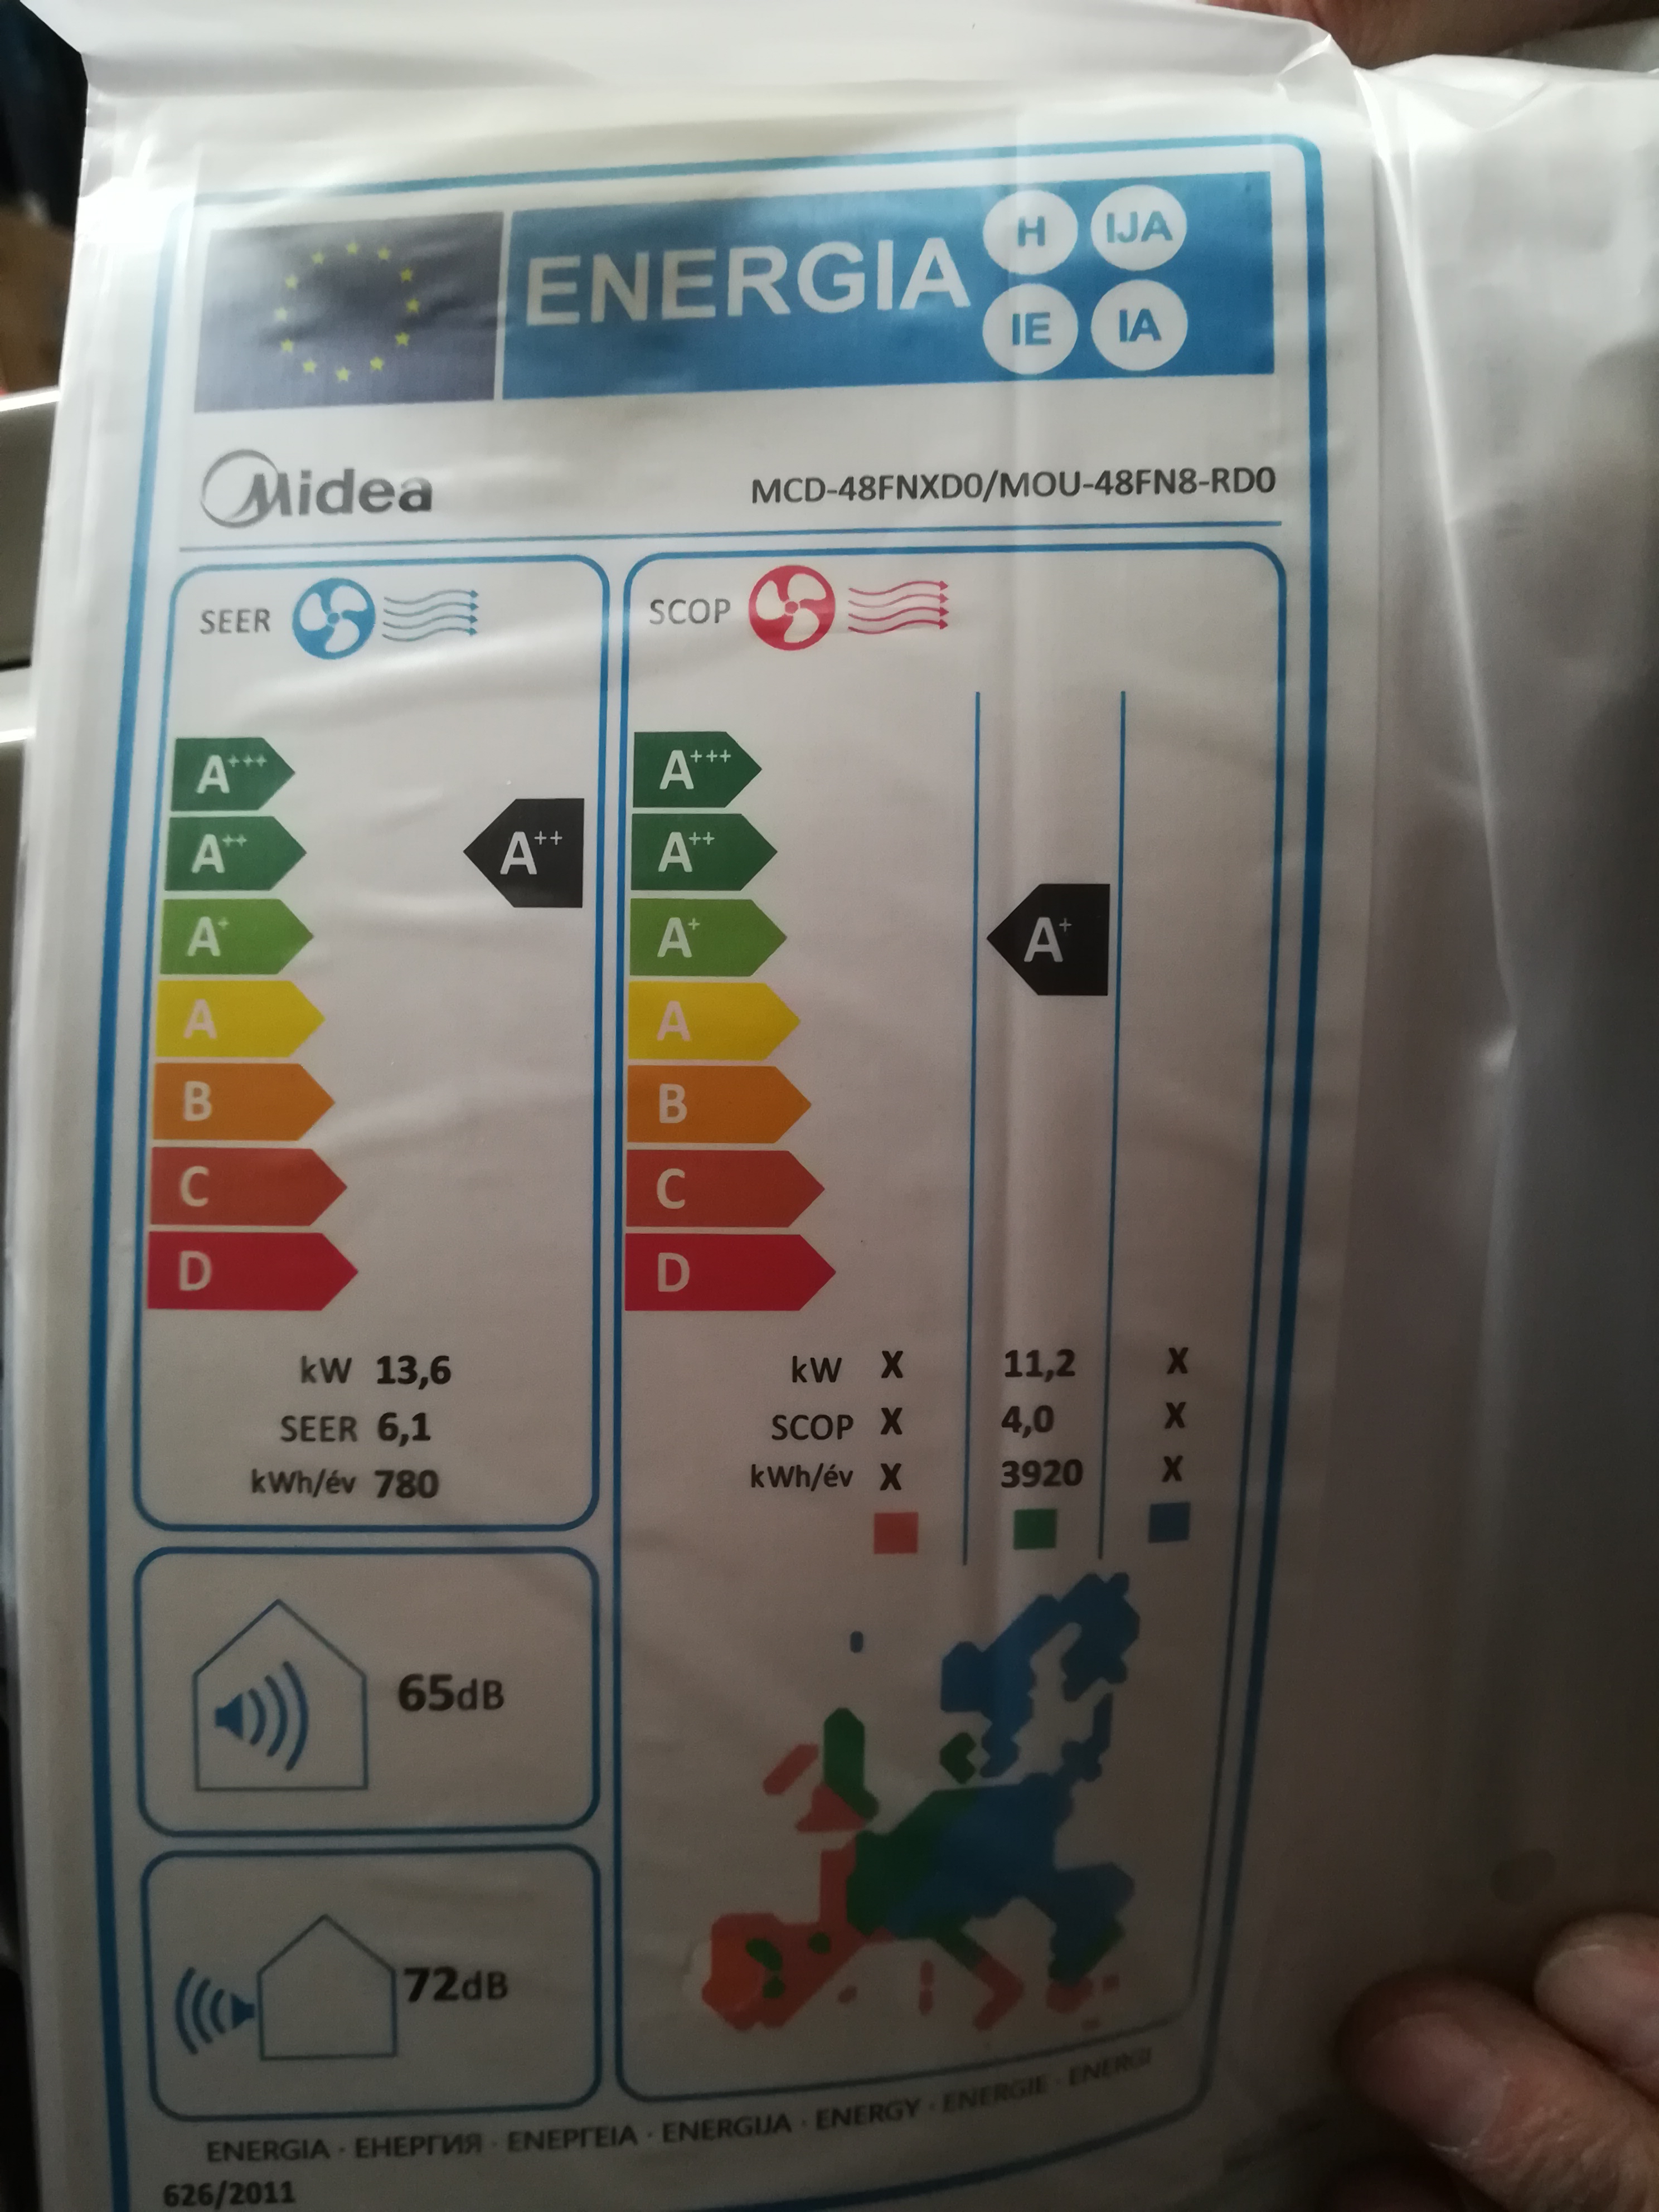 ENERGIA
H IJA
IE IA
Midea
MCD-48FNXD0/MOU-48FN8-RD0
SEER
A+++
A++
A+
A
B
C
D
A++
kW 13,6
SEER 6,1
kWh/év 780
SCOP
A+++
A++
A+
A
B
C
D
A+
kW X 11,2 X
SCOP X 4,0 X
kWh/év X 3920 X
65dB
72dB
ENERGIA · ЕНЕРГИЯ · ΕΝΕΡΓΕΙΑ · ENERGIJA · ENERGY · ENERGIE · ENERGI
626/2011